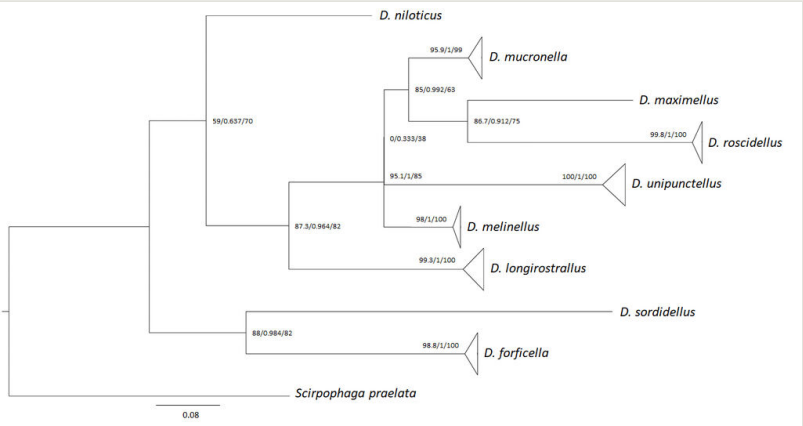 D. niloticus
95.9/1/99
D. mucronella
85/0.992/63
D. maximellus
59/0.637/70
86.7/0.912/75
99.8/1/100
D. roscidellus
0/0.333/38
95.1/1/85
100/1/100
D. unipunctellus
98/1/100
D. melinellus
87.3/0.964/82
99.3/1/100
D. longirostrallus
D. sordidellus
88/0.984/82
98.8/1/100
D. forficella
Scirpophaga praelata
0.08